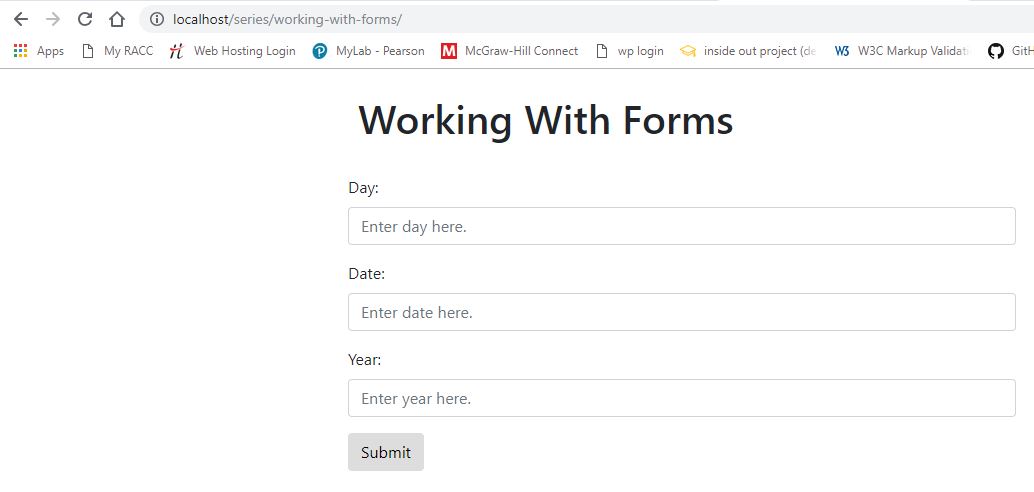 localhost/series/working-with-forms/
Apps My RACC Web Hosting Login MyLab - Pearson M McGraw-Hill Connect wp login inside out project (de W3 W3C Markup Validati GitH
Working With Forms
Day:
Enter day here.
Date:
Enter date here.
Year:
Enter year here.
Submit